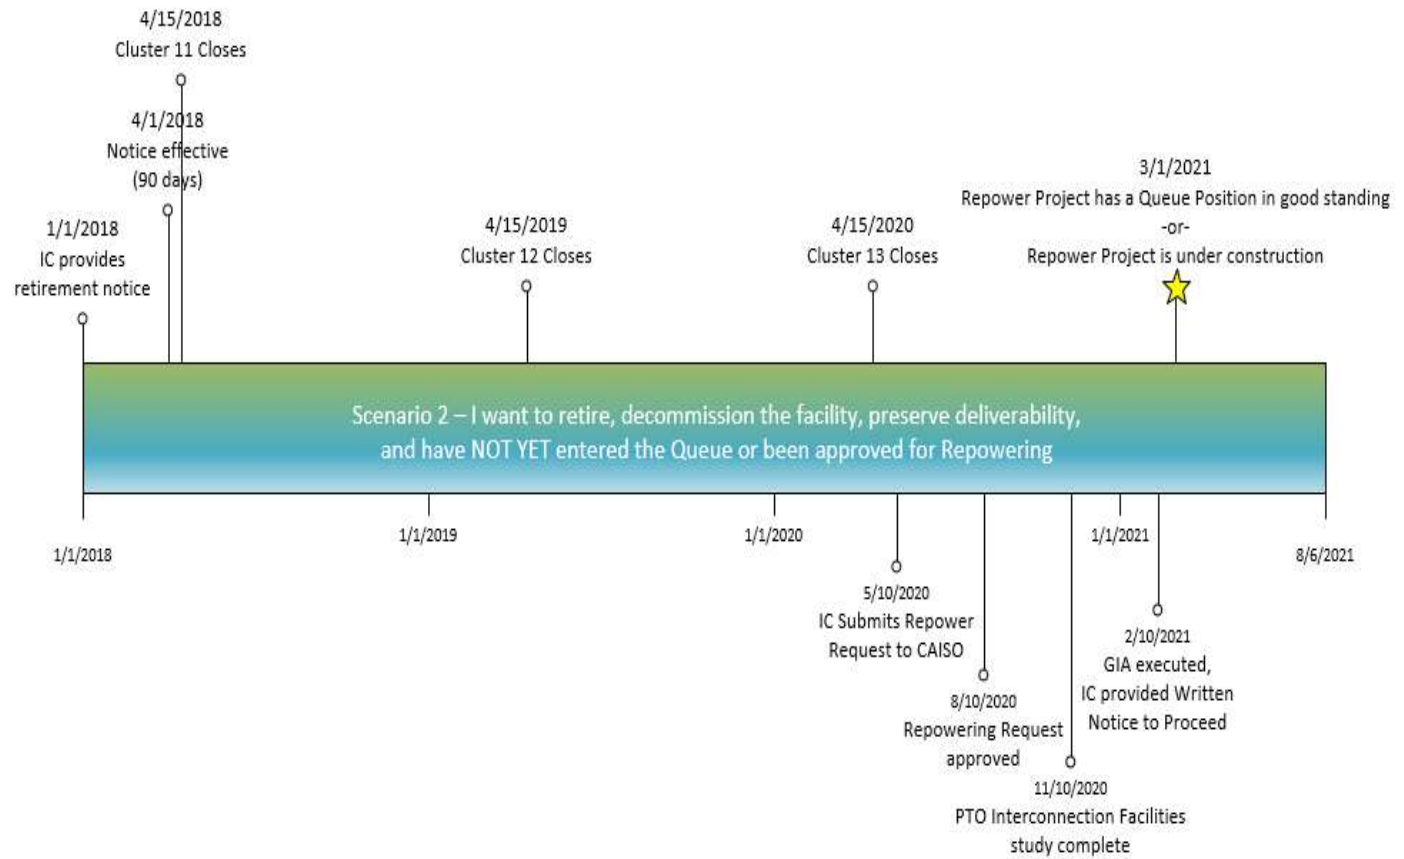 4/15/2018
Cluster 11 Closes
4/1/2018
Notice effective
(90 days)
1/1/2018
IC provides
retirement notice
4/15/2019
Cluster 12 Closes
4/15/2020
Cluster 13 Closes
3/1/2021
Repower Project has a Queue Position in good standing
-or-
Repower Project is under construction
Scenario 2 – I want to retire, decommission the facility, preserve deliverability,
and have NOT YET entered the Queue or been approved for Repowering
1/1/2018
1/1/2019
1/1/2020
1/1/2021
8/6/2021
5/10/2020
IC Submits Repower
Request to CAISO
8/10/2020
Repowering Request
approved
11/10/2020
PTO Interconnection Facilities
study complete
2/10/2021
GIA executed,
IC provided Written
Notice to Proceed